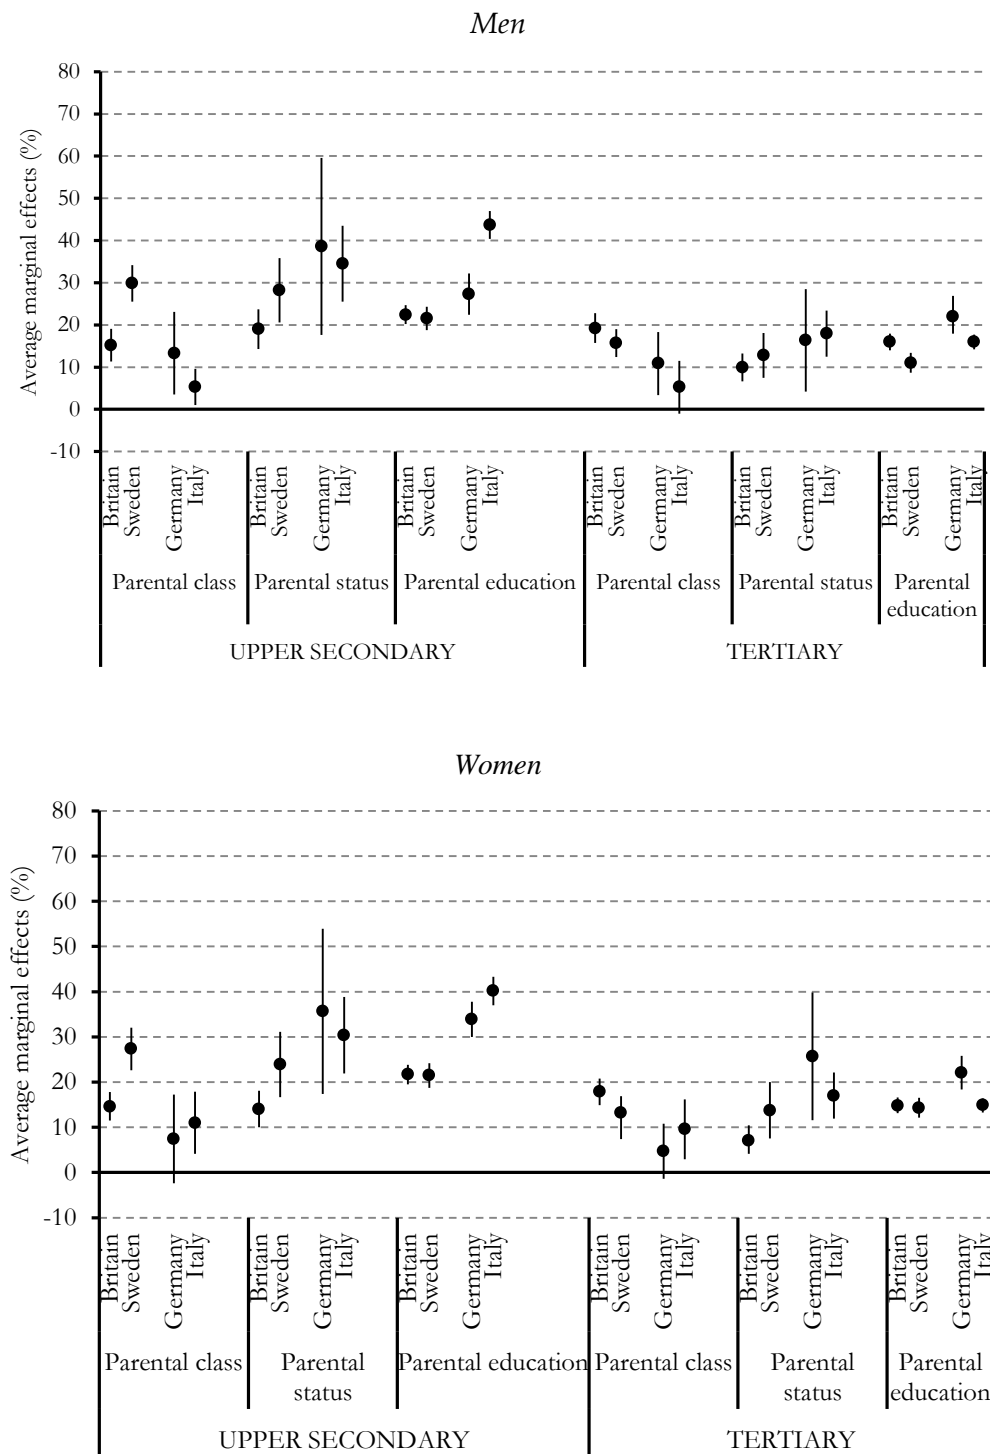 Men
Average marginal effects (%)
80
70
60
50
40
30
20
10
0
-10
Britain Sweden Germany Italy Britain Sweden Germany Italy Britain Sweden Germany Italy Britain Sweden Germany Italy Britain Sweden Germany Italy Britain Sweden Germany Italy
Parental class Parental status Parental education Parental class Parental status Parental
education
UPPER SECONDARY TERTIARY
Women
Average marginal effects (%)
80
70
60
50
40
30
20
10
0
-10
Britain Sweden Germany Italy Britain Sweden Germany Italy Britain Sweden Germany Italy Britain Sweden Germany Italy Britain Sweden Germany Italy Britain Sweden Germany Italy
Parental class Parental Parental education Parental class Parental Parental
status status education
UPPER SECONDARY TERTIARY